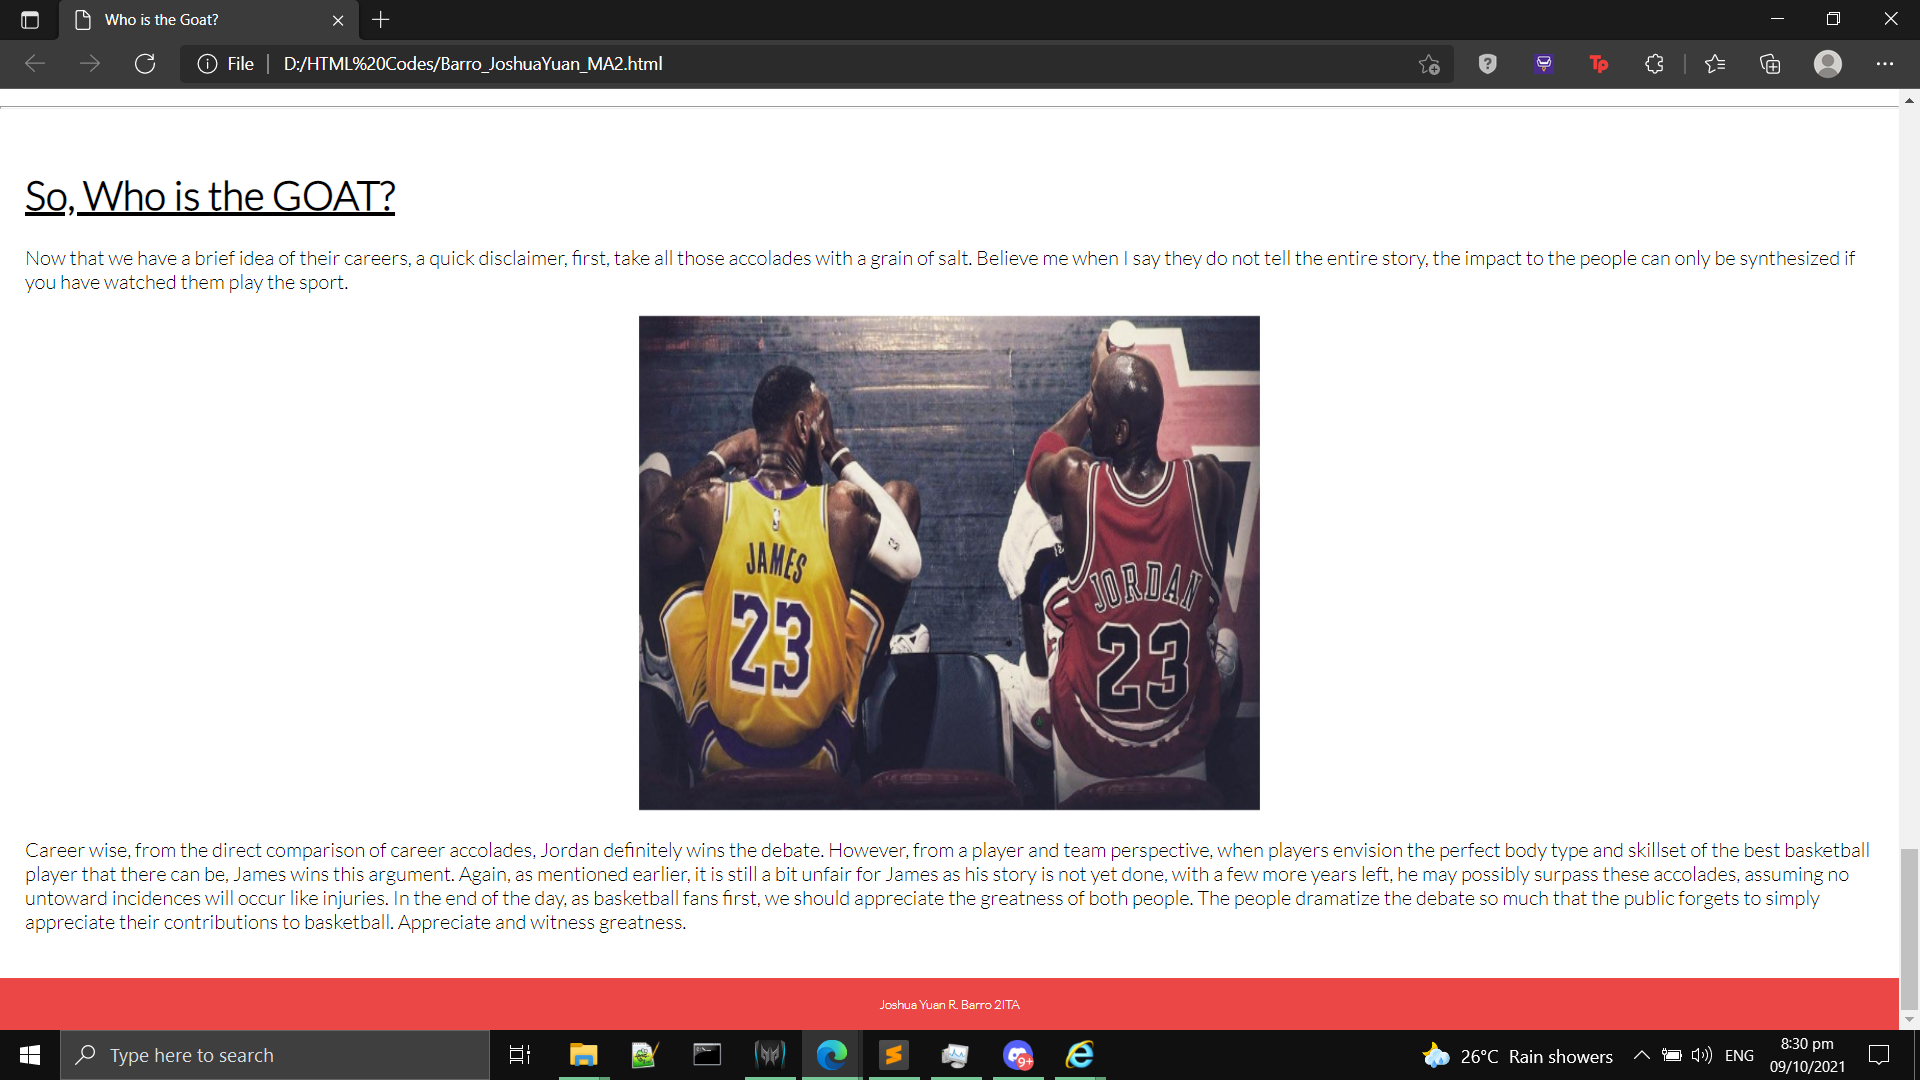 Who is the Goat?
File
D:/HTML%20Codes/Barro_JoshuaYuan_MA2.html
So, Who is the GOAT?
Now that we have a brief idea of their careers, a quick disclaimer, first, take all those accolades with a grain of salt. Believe me when I say they do not tell the entire story, the impact to the people can only be synthesized if
you have watched them play the sport.
JAMES
23
JORDAN
23
Career wise, from the direct comparison of career accolades, Jordan definitely wins the debate. However, from a player and team perspective, when players envision the perfect body type and skillset of the best basketball
player that there can be, James wins this argument. Again, as mentioned earlier, it is still a bit unfair for James as his story is not yet done, with a few more years left, he may possibly surpass these accolades, assuming no
untoward incidences will occur like injuries. In the end of the day, as basketball fans first, we should appreciate the greatness of both people. The people dramatize the debate so much that the public forgets to simply
appreciate their contributions to basketball. Appreciate and witness greatness.
Joshua Yuan R. Barro 2ITA
Type here to search
9+
26°C Rain showers
ENG
8:30 pm
09/10/2021